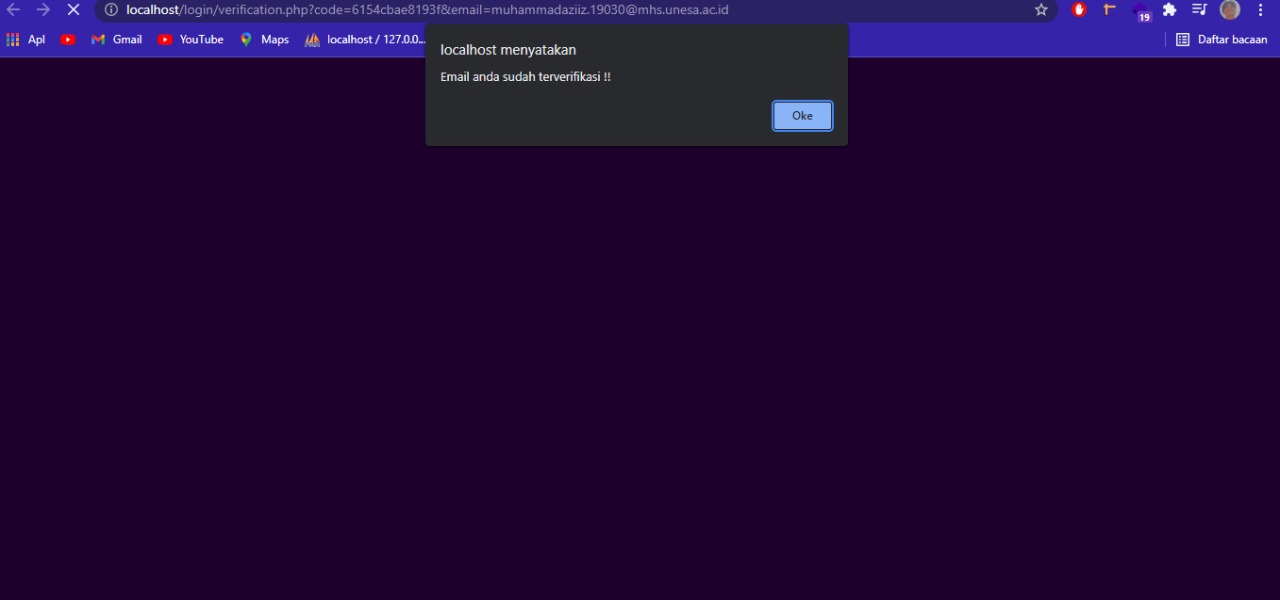 localhost/login/verification.php?code=6154cbae8193f&email=muhammadaziiz.19030@mhs.unesa.ac.id
19
Apl Gmail YouTube Maps localhost / 127.0.0... Daftar bacaan
localhost menyatakan
Email anda sudah terverifikasi !!
Oke